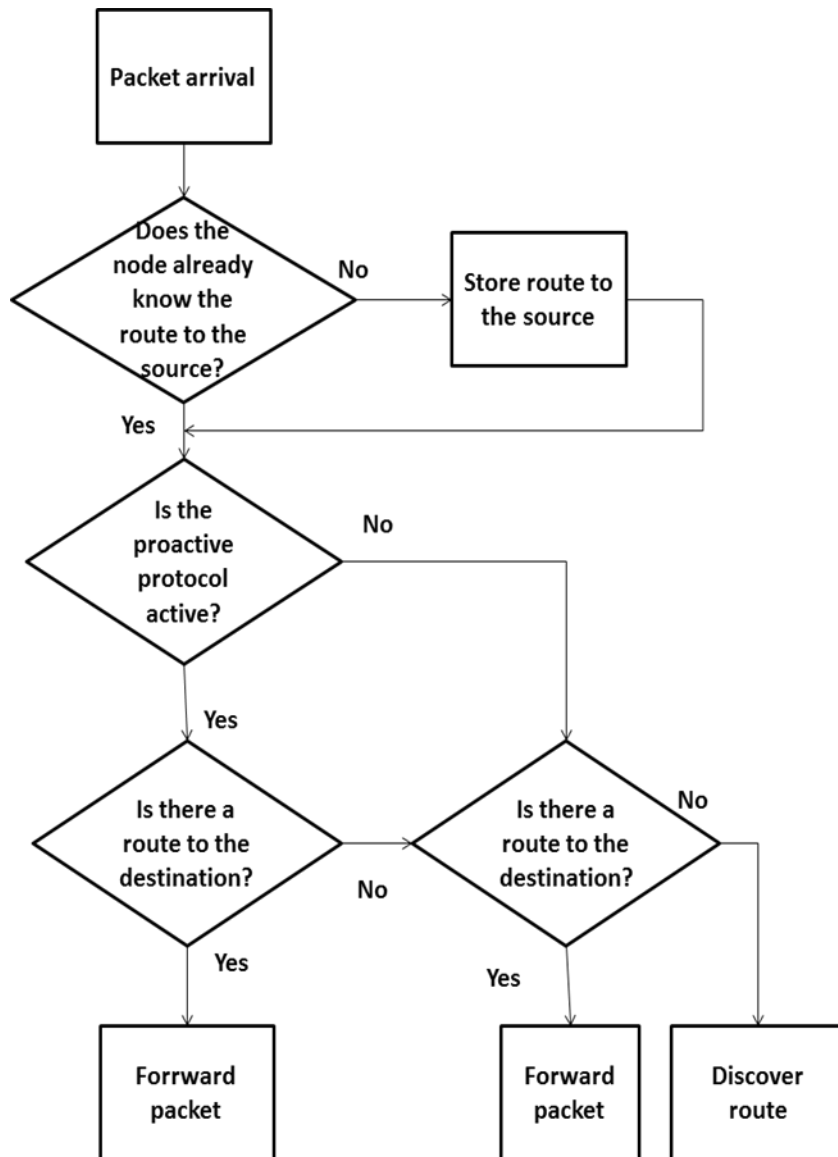 Packet arrival
Does the
node already
know the
route to the
source?
No
Store route to
the source
Yes
Is the
proactive
protocol
active?
No
Yes
Is there a
route to the
destination?
No
Is there a
route to the
destination?
No
Yes
Yes
Forrward
packet
Forward
packet
Discover
route